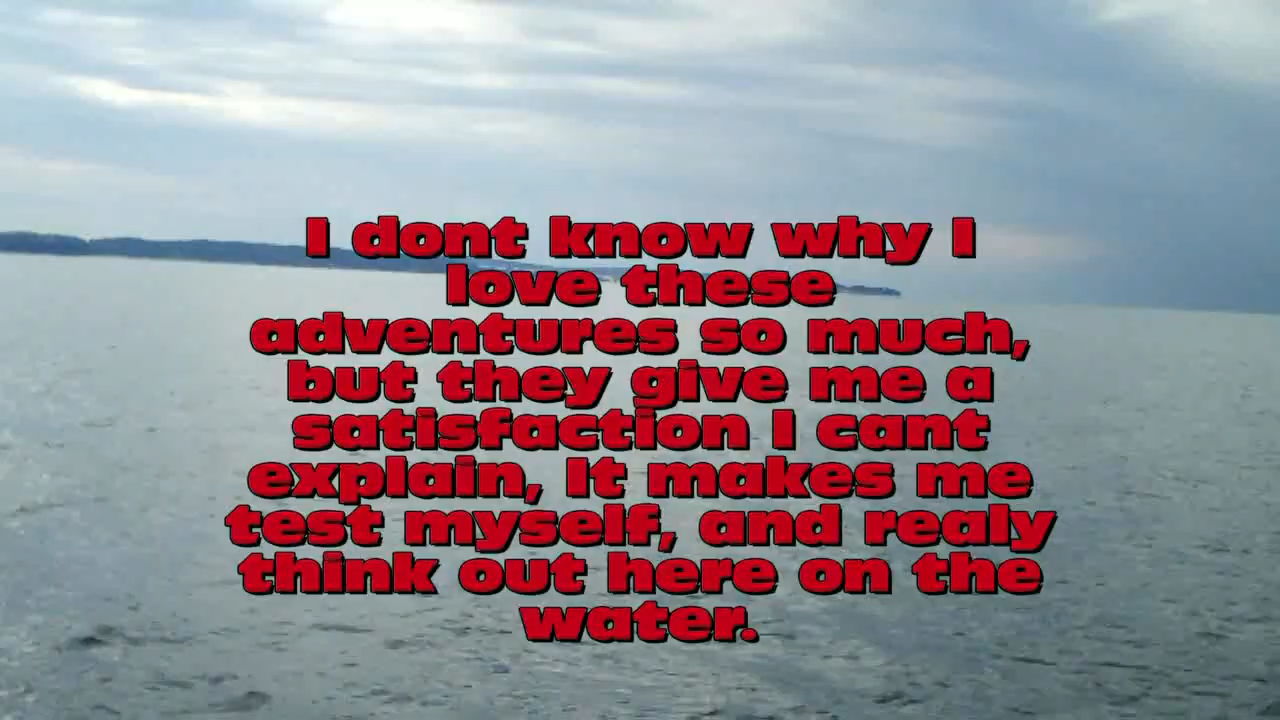 I dont know why I
love these
adventures so much,
but they give me a
satisfaction I cant
explain, It makes me
test myself, and realy
think out here on the
water.